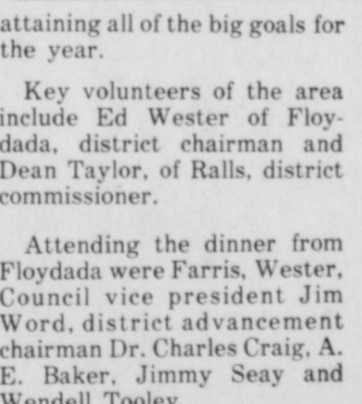 attaining all of the big goals for
the year.
Key volunteers of the area
include Ed Wester of Floy-
dada, district chairman and
Dean Taylor, of Ralls, district
commissioner.
Attending the dinner from
Floydada were Farris, Wester,
Council vice president Jim
Word, district advancement
chairman Dr. Charles Craig, A.
E. Baker, Jimmy Seay and
Wendell Tooley